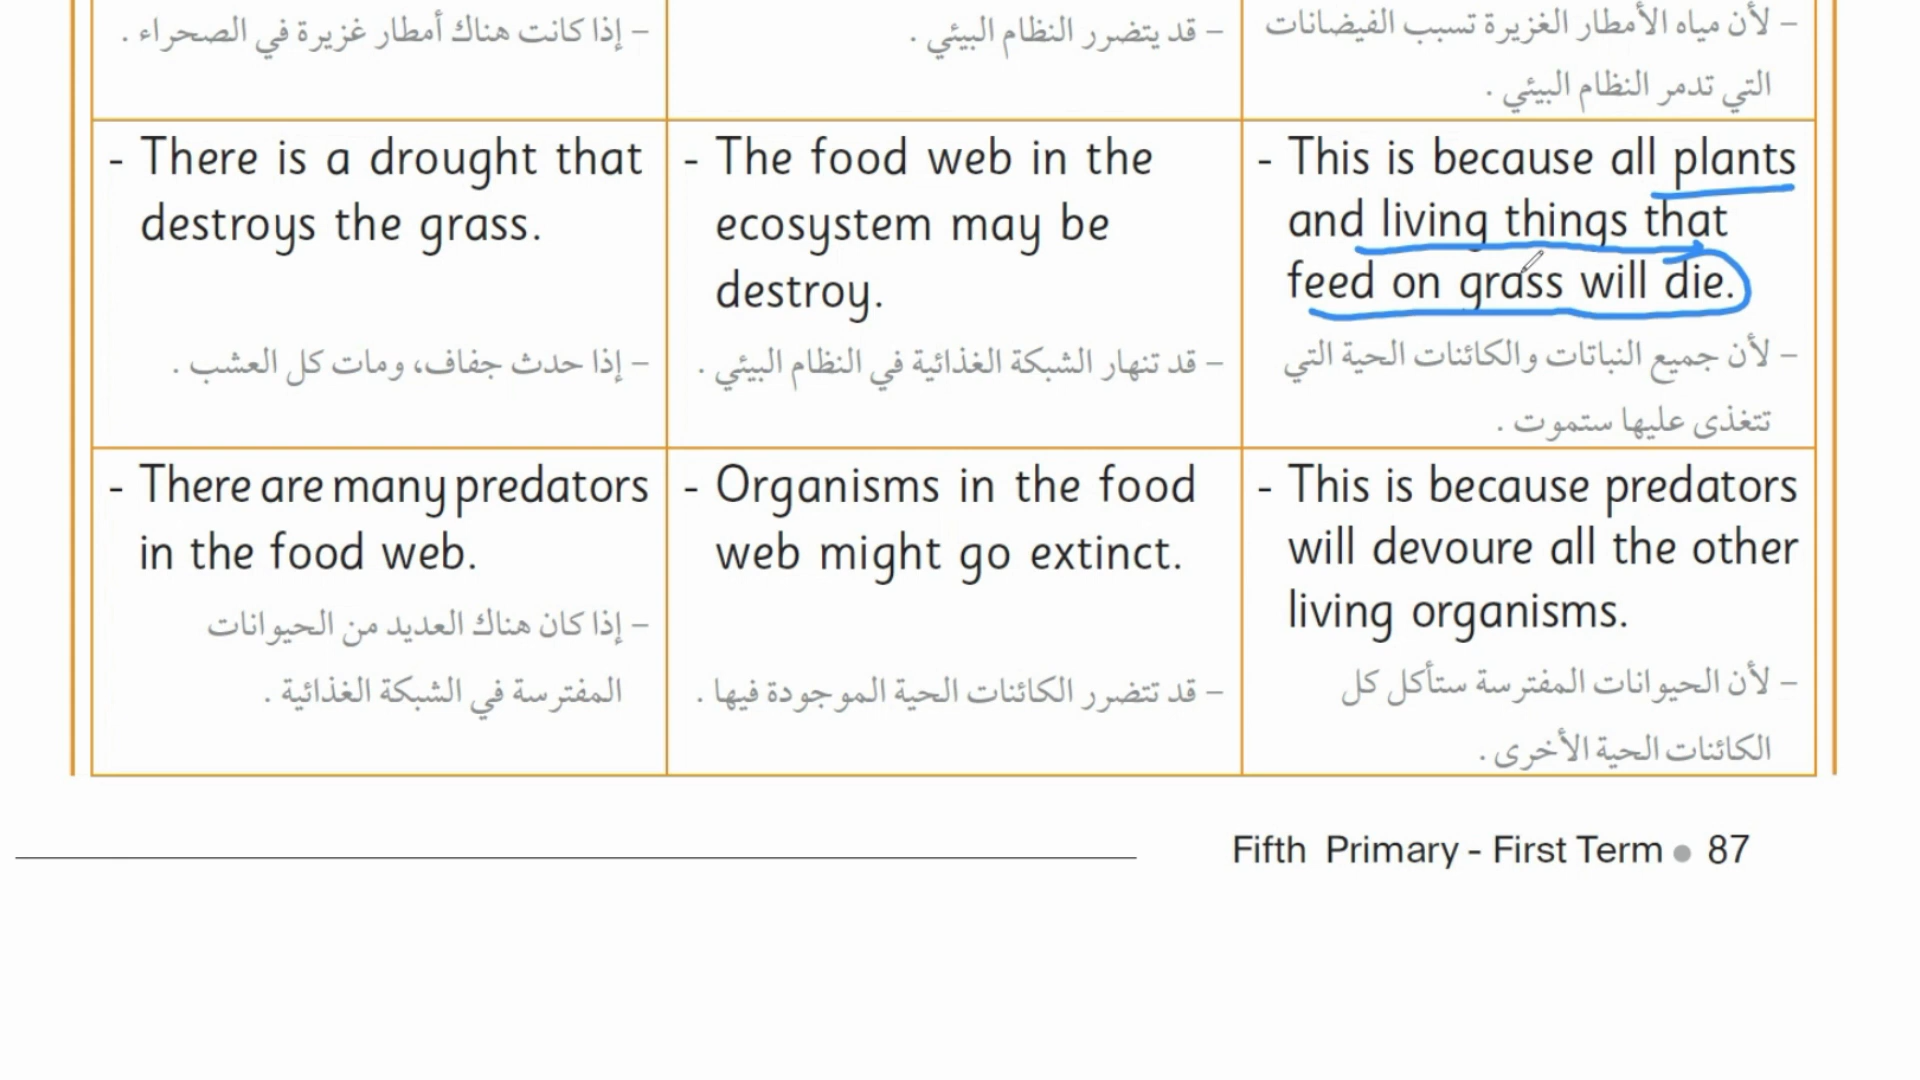 – إذا كانت هناك أمطار غزيرة في الصحراء .
– قد يتضرر النظام البيئي .
– لأن مياه الأمطار الغزيرة تسبب الفيضانات
التي تدمر النظام البيئي .
- There is a drought that
destroys the grass.
– إذا حدث جفاف، ومات كل العشب .
- The food web in the
ecosystem may be
destroy.
– قد تنهار الشبكة الغذائية في النظام البيئي .
- This is because all plants
and living things that
feed on grass will die.
– لأن جميع النباتات والكائنات الحية التي
تتغذى عليها ستموت .
- There are many predators
in the food web.
– إذا كان هناك العديد من الحيوانات
المفترسة في الشبكة الغذائية .
- Organisms in the food
web might go extinct.
– قد تتضرر الكائنات الحية الموجودة فيها .
- This is because predators
will devoure all the other
living organisms.
– لأن الحيوانات المفترسة ستأكل كل
الكائنات الحية الأخرى .
Fifth Primary - First Term ● 87